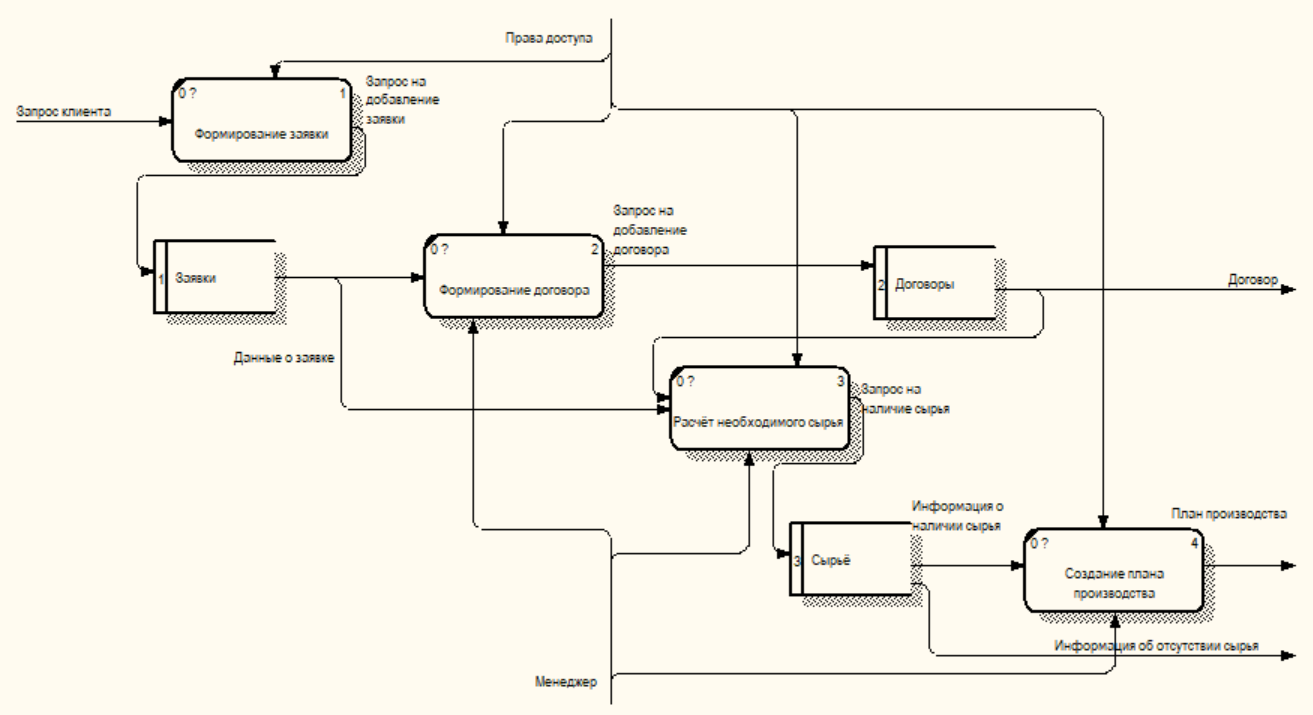 Права доступа
Запрос на
добавление
заявки
0 ?
1
Запрос клиента
Формирование заявки
Запрос на
добавление
договора
0 ?
2
Формирование договора
1
Заявки
2
Договоры
Договор
Данные о заявке
0 ?
3
Расчёт необходимого сырья
Запрос на
наличие сырья
Информация о
наличии сырья
План производства
3
Сырьё
0 ?
4
Создание плана
производства
Информация об отсутствии сырья
Менеджер